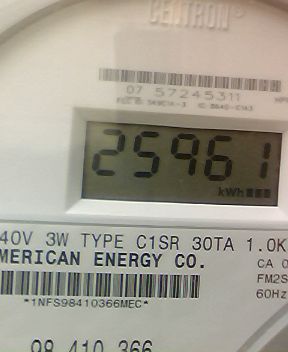 CENTRON®
07 57245311
25961
kWh
40V 3W TYPE C1SR 30TA 1.0K
MERICAN ENERGY CO.
CA 0
FM2S
60Hz
*1NFS98410366MEC*
98 410 366